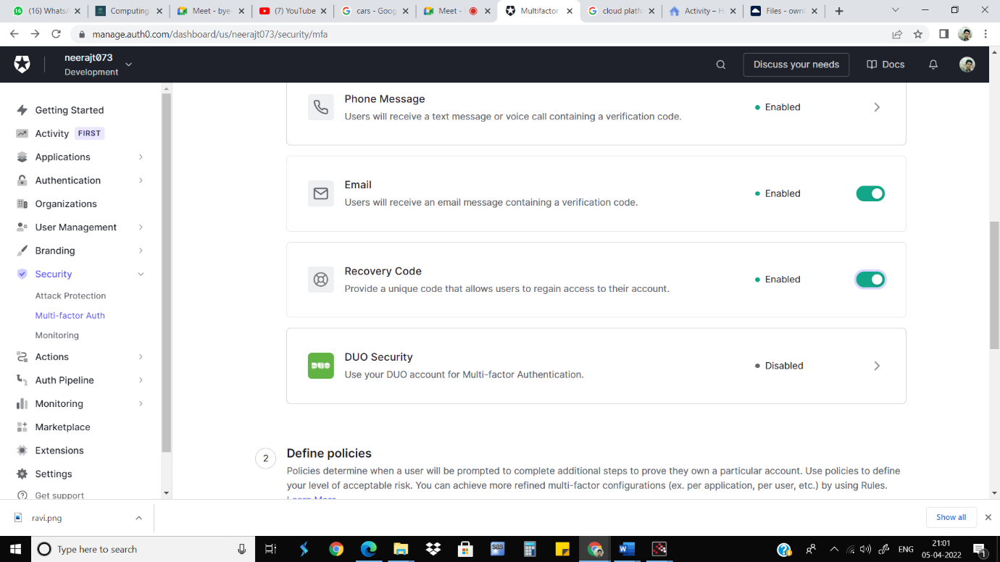 (16) WhatsA
Computing
Meet - bye-
(7) YouTube
cars - Goog
Meet -
Multifactor
cloud platfo
Activity – H
Files - ownC
manage.auth0.com/dashboard/us/neerajt073/security/mfa
neerajt073
Development
Discuss your needs
Docs
Getting Started
Activity FIRST
Applications
Authentication
Organizations
User Management
Branding
Security
Attack Protection
Multi-factor Auth
Monitoring
Actions
Auth Pipeline
Monitoring
Marketplace
Extensions
Settings
Get support
Phone Message
Users will receive a text message or voice call containing a verification code.
Enabled
Email
Users will receive an email message containing a verification code.
Enabled
Recovery Code
Provide a unique code that allows users to regain access to their account.
Enabled
DUO
DUO Security
Use your DUO account for Multi-factor Authentication.
Disabled
2
Define policies
Policies determine when a user will be prompted to complete additional steps to prove they own a particular account. Use policies to define
your level of acceptable risk. You can achieve more refined multi-factor configurations (ex. per application, per user, etc.) by using Rules.
Learn More
ravi.png
Show all
Type here to search
sas
ENG
21:01
05-04-2022
1